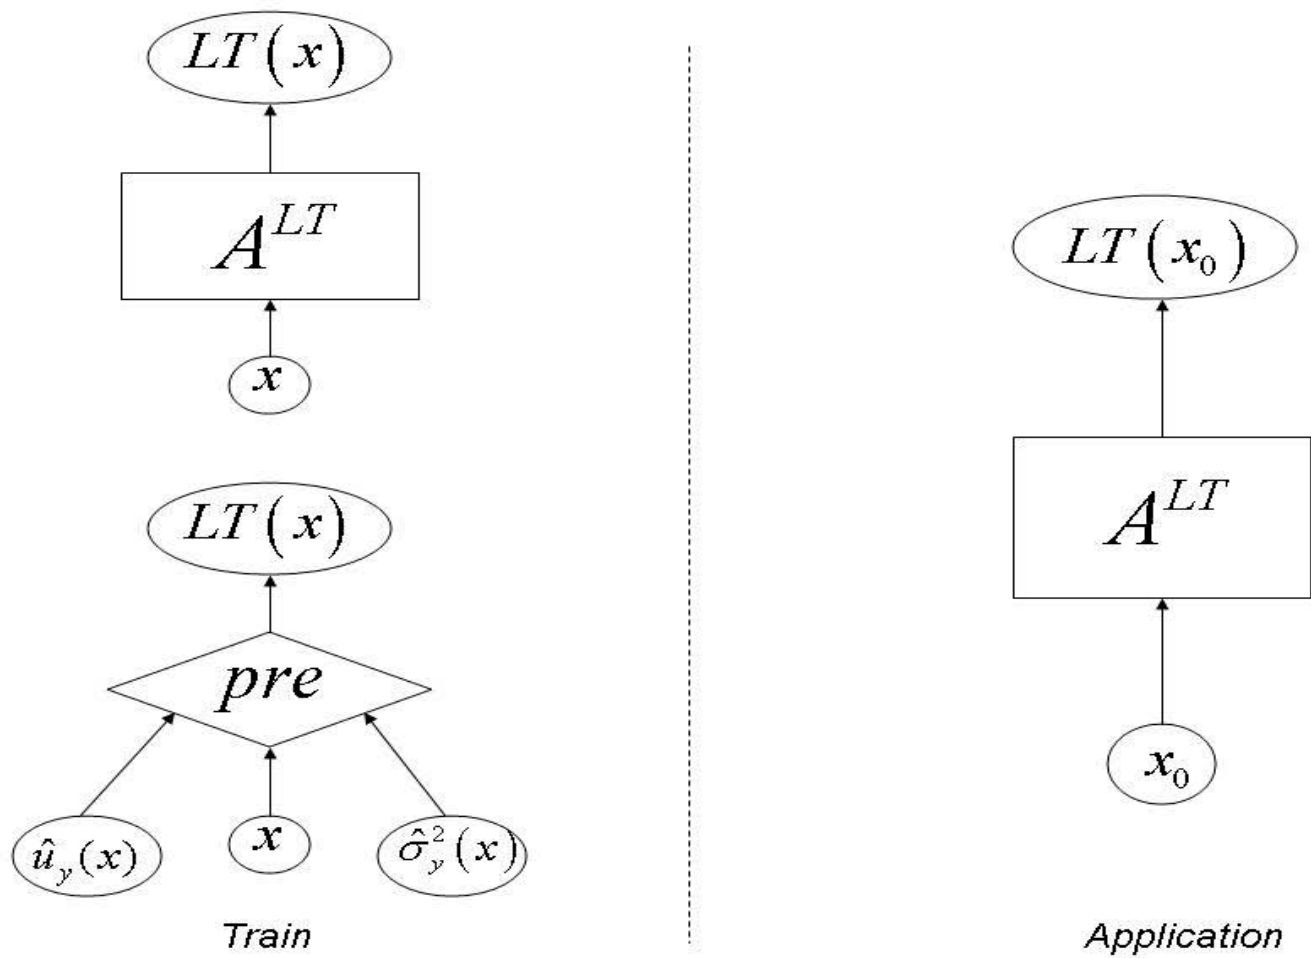 LT(x)
A^{LT}
x
LT(x)
pre
û_y(x)
x
σ̂_y^2(x)
Train
LT(x_0)
A^{LT}
x_0
Application